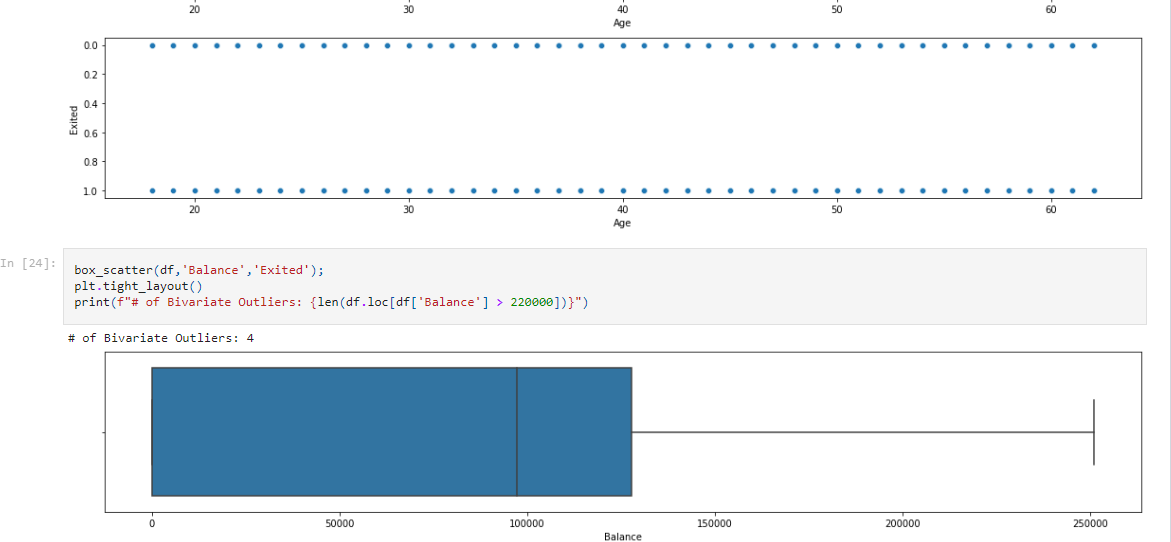 20 30 40 50 60
Age
0.0
0.2
0.4
Exited
0.6
0.8
1.0
20 30 40 50 60
Age
In [24]:
box_scatter(df,'Balance','Exited');
plt.tight_layout()
print(f"# of Bivariate Outliers: {len(df.loc[df['Balance'] > 220000])}")
# of Bivariate Outliers: 4
0 50000 100000 150000 200000 250000
Balance